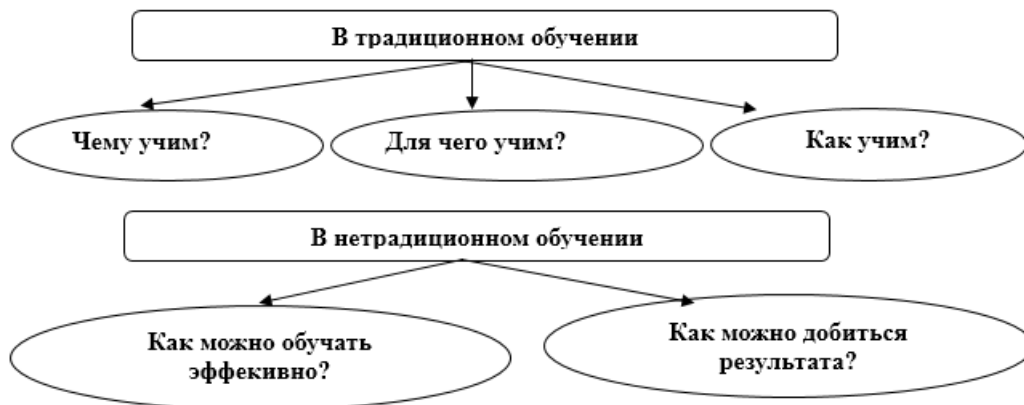 В традиционном обучении
Чему учим?
Для чего учим?
Как учим?
В нетрадиционном обучении
Как можно обучать
эффекивно?
Как можно добиться
результата?